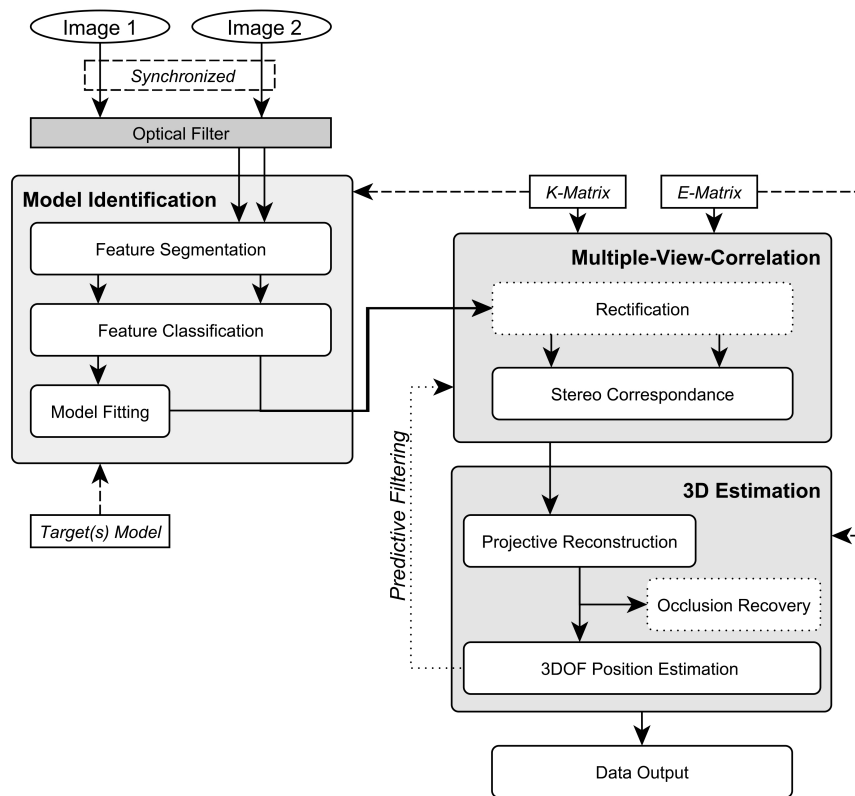 Image 1
Image 2
Synchronized
Optical Filter
Model Identification
K-Matrix
E-Matrix
Feature Segmentation
Multiple-View-Correlation
Feature Classification
Rectification
Model Fitting
Stereo Correspondance
Predictive Filtering
Target(s) Model
3D Estimation
Projective Reconstruction
Occlusion Recovery
3DOF Position Estimation
Data Output